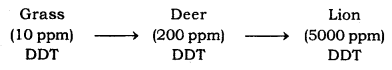 Grass Deer Lion
(10 ppm) (200 ppm) (5000 ppm)
DDT DDT DDT